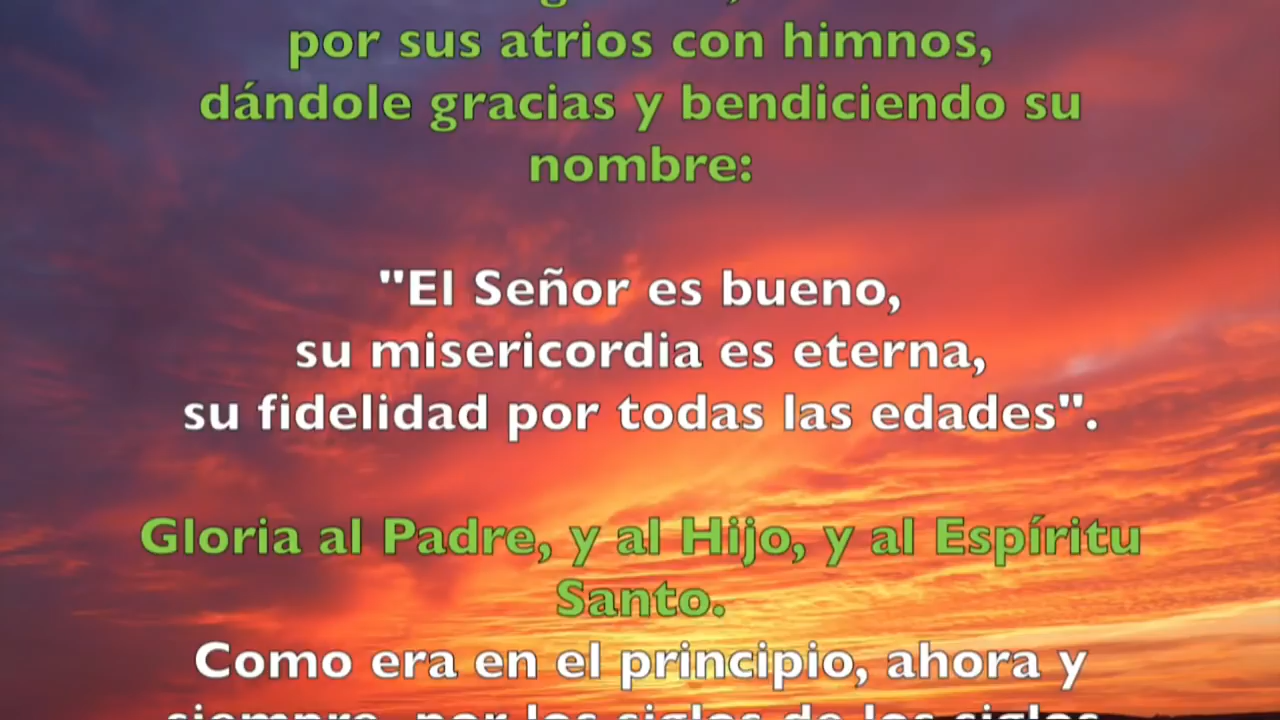 por sus atrios con himnos,
dándole gracias y bendiciendo su
nombre:
"El Señor es bueno,
su misericordia es eterna,
su fidelidad por todas las edades".
Gloria al Padre, y al Hijo, y al Espíritu
Santo.
Como era en el principio, ahora y
siempre, por los siglos de los siglos.